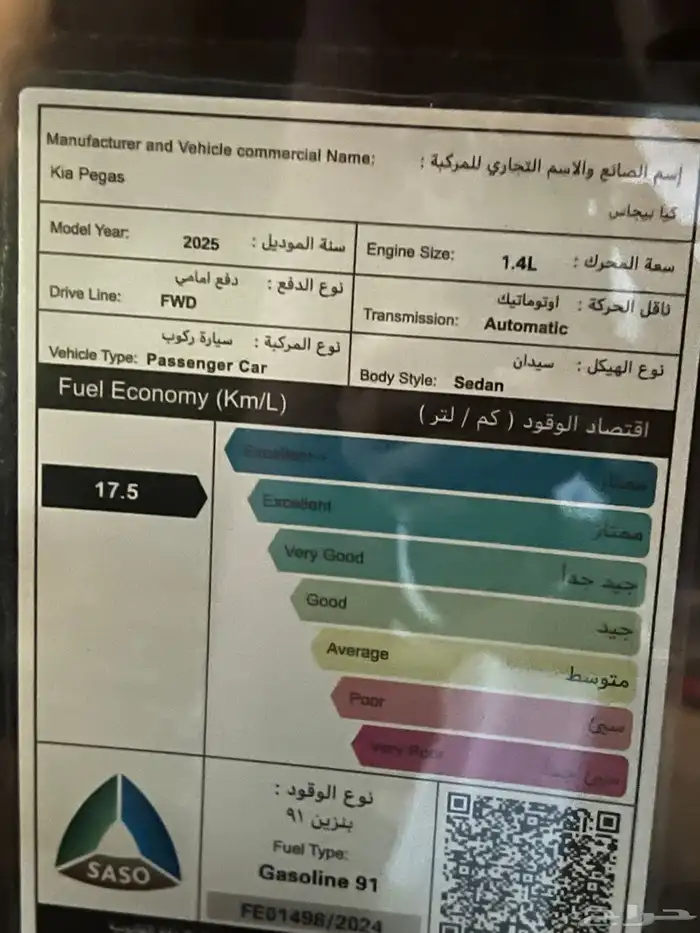 Manufacturer and Vehicle commercial Name: إسم الصانع والاسم التجاري للمركبة :
Kia Pegas كيا بيجاس
Model Year: 2025 سنة الموديل :
Engine Size: 1.4L سعة المحرك :
Drive Line: FWD دفع امامي نوع الدفع :
Transmission: Automatic اوتوماتيك ناقل الحركة :
Vehicle Type: Passenger Car سيارة ركوب نوع المركبة :
Body Style: Sedan سيدان نوع الهيكل :
Fuel Economy (Km/L) اقتصاد الوقود ( كم / لتر )
17.5
Excellent ممتاز
Very Good جيد جداً
Good جيد
Average متوسط
Poor سيئ
Very Poor سيئ جداً
SASO
نوع الوقود :
بنزين ٩١
Fuel Type:
Gasoline 91
FE01498/2024
حراج